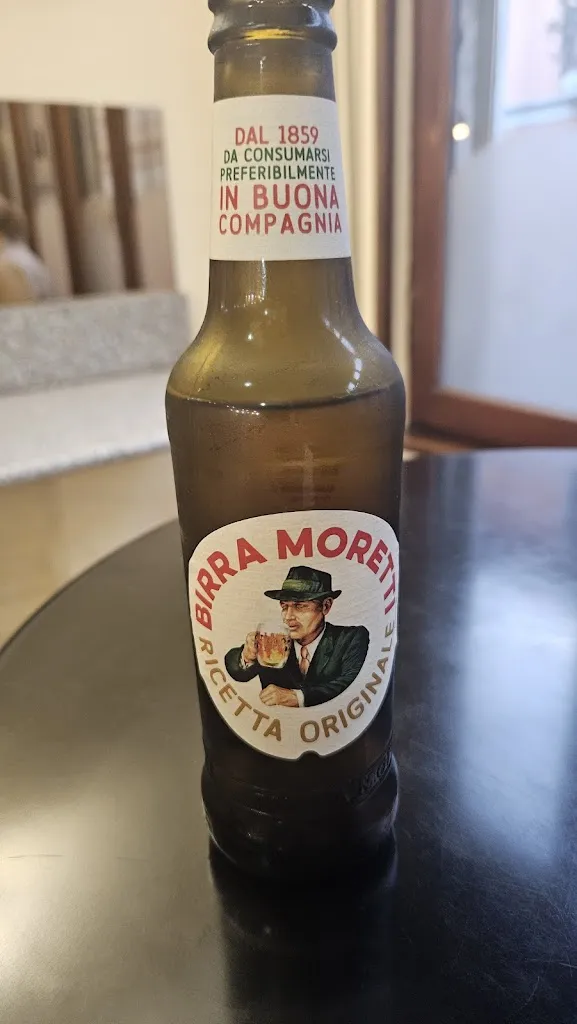 DAL 1859
DA CONSUMARSI
PREFERIBILMENTE
IN BUONA
COMPAGNIA
BIRRA MORETTI
RICETTA ORIGINALE